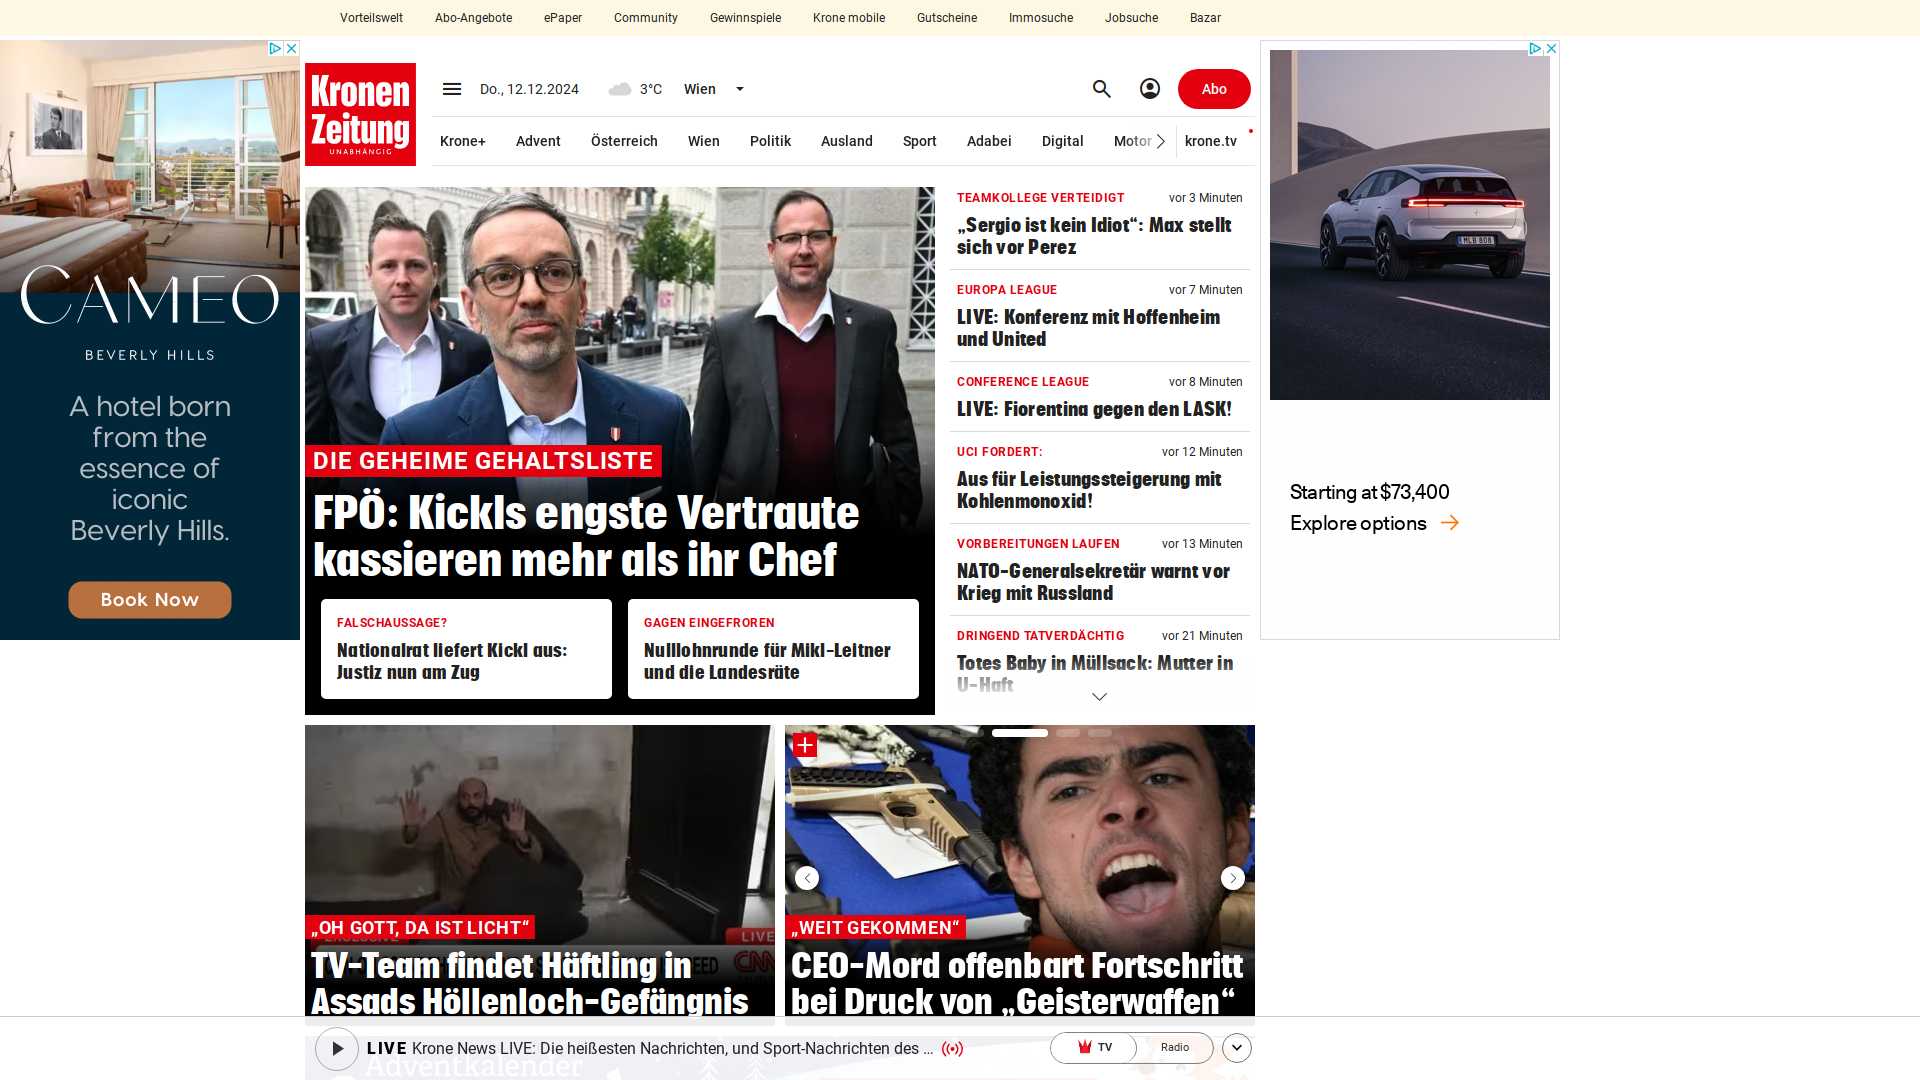 Vorteilswelt Abo-Angebote ePaper Community Gewinnspiele Krone mobile Gutscheine Immosuche Jobsuche Bazar
Kronen
Zeitung
UNABHÄNGIG
Do., 12.12.2024 3°C Wien
Abo
Krone+ Advent Österreich Wien Politik Ausland Sport Adabei Digital Motor krone.tv
CAMEO
BEVERLY HILLS
A hotel born
from the
essence of
iconic
Beverly Hills.
Book Now
DIE GEHEIME GEHALTSLISTE
FPÖ: Kickls engste Vertraute
kassieren mehr als ihr Chef
FALSCHAUSSAGE?
Nationalrat liefert Kickl aus:
Justiz nun am Zug
GAGEN EINGEFROREN
Nulllohnrunde für Mikl-Leitner
und die Landesräte
TEAMKOLLEGE VERTEIDIGT vor 3 Minuten
„Sergio ist kein Idiot“: Max stellt
sich vor Perez
EUROPA LEAGUE vor 7 Minuten
LIVE: Konferenz mit Hoffenheim
und United
CONFERENCE LEAGUE vor 8 Minuten
LIVE: Fiorentina gegen den LASK!
UCI FORDERT: vor 12 Minuten
Aus für Leistungssteigerung mit
Kohlenmonoxid!
VORBEREITUNGEN LAUFEN vor 13 Minuten
NATO-Generalsekretär warnt vor
Krieg mit Russland
DRINGEND TATVERDÄCHTIG vor 21 Minuten
Totes Baby in Müllsack: Mutter in
U-Haft
Starting at $73,400
Explore options
„OH GOTT, DA IST LICHT“
LIVE
CNN
TV-Team findet Häftling in
Assads Höllenloch-Gefängnis
„WEIT GEKOMMEN“
CEO-Mord offenbart Fortschritt
bei Druck von „Geisterwaffen“
LIVE Krone News LIVE: Die heißesten Nachrichten, und Sport-Nachrichten des ...
TV Radio
Adventkalender